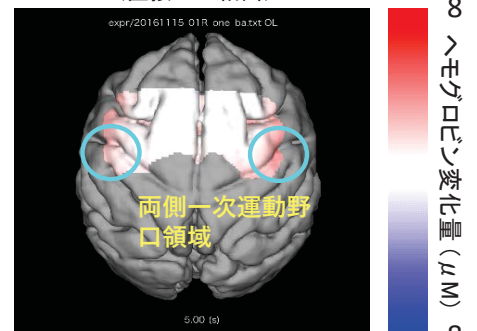 expr/20161115 01R one ba.txt OL
両側一次運動野
口領域
5.00 (s)
8
ヘモグロビン変化量 (μM)